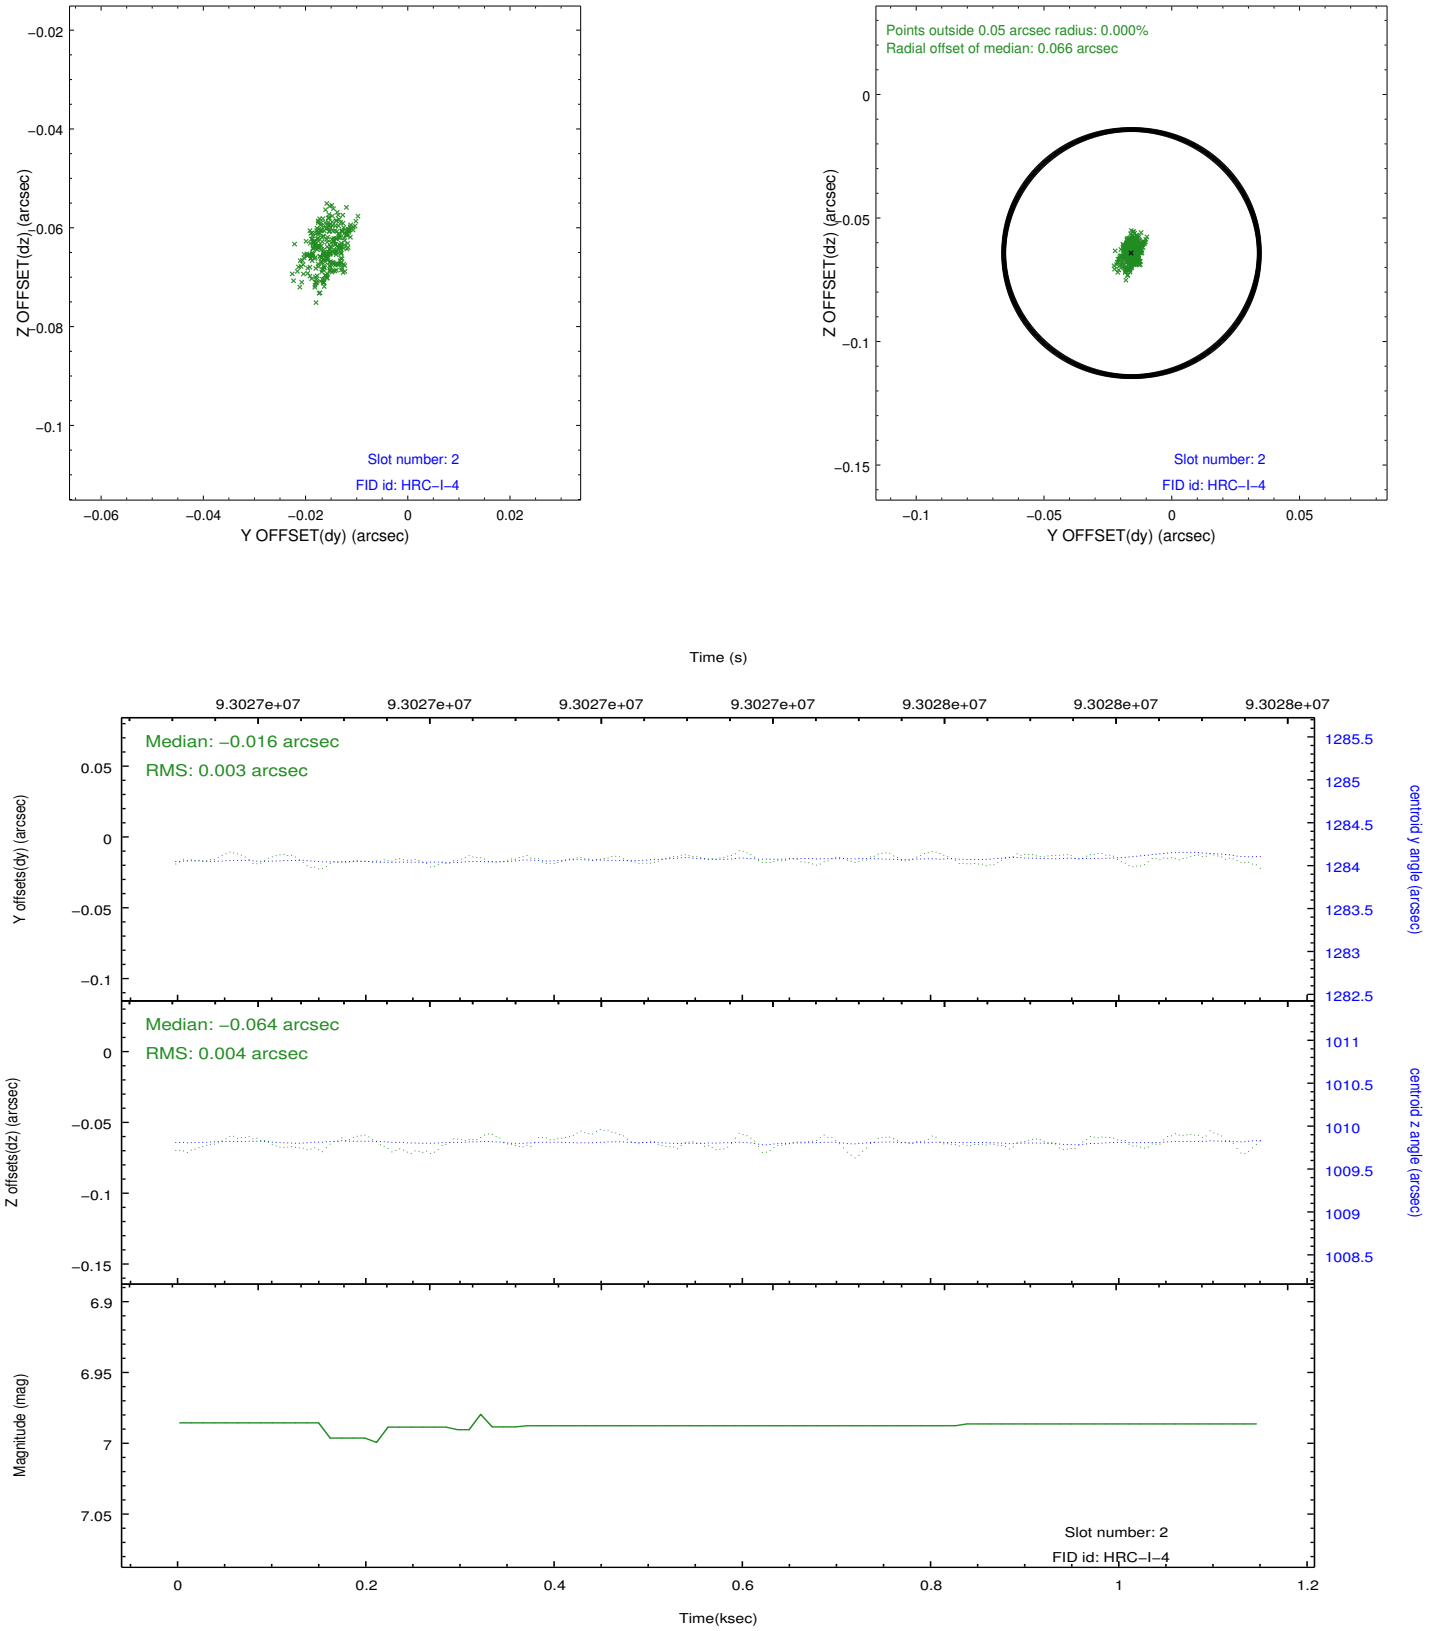 −0.02
−0.04
−0.06
−0.08
−0.1
Z OFFSET(dz) (arcsec)
Slot number: 2
FID id: HRC−I−4
−0.06 −0.04 −0.02 0 0.02
Y OFFSET(dy) (arcsec)
Points outside 0.05 arcsec radius: 0.000%
Radial offset of median: 0.066 arcsec
0
−0.05
−0.1
−0.15
Z OFFSET(dz) (arcsec)
Slot number: 2
FID id: HRC−I−4
−0.1 −0.05 0 0.05
Y OFFSET(dy) (arcsec)
Time (s)
9.3027e+07 9.3027e+07 9.3027e+07 9.3027e+07 9.3028e+07 9.3028e+07 9.3028e+07
Median: −0.016 arcsec
RMS: 0.003 arcsec
0.05
0
−0.05
−0.1
Y offsets(dy) (arcsec)
1285.5
1285
1284.5
1284
1283.5
1283
1282.5
centroid y angle (arcsec)
Median: −0.064 arcsec
RMS: 0.004 arcsec
0
−0.05
−0.1
−0.15
Z offsets(dz) (arcsec)
1011
1010.5
1010
1009.5
1009
1008.5
centroid z angle (arcsec)
6.9
6.95
7
7.05
Magnitude (mag)
Slot number: 2
FID id: HRC−I−4
0 0.2 0.4 0.6 0.8 1 1.2
Time(ksec)